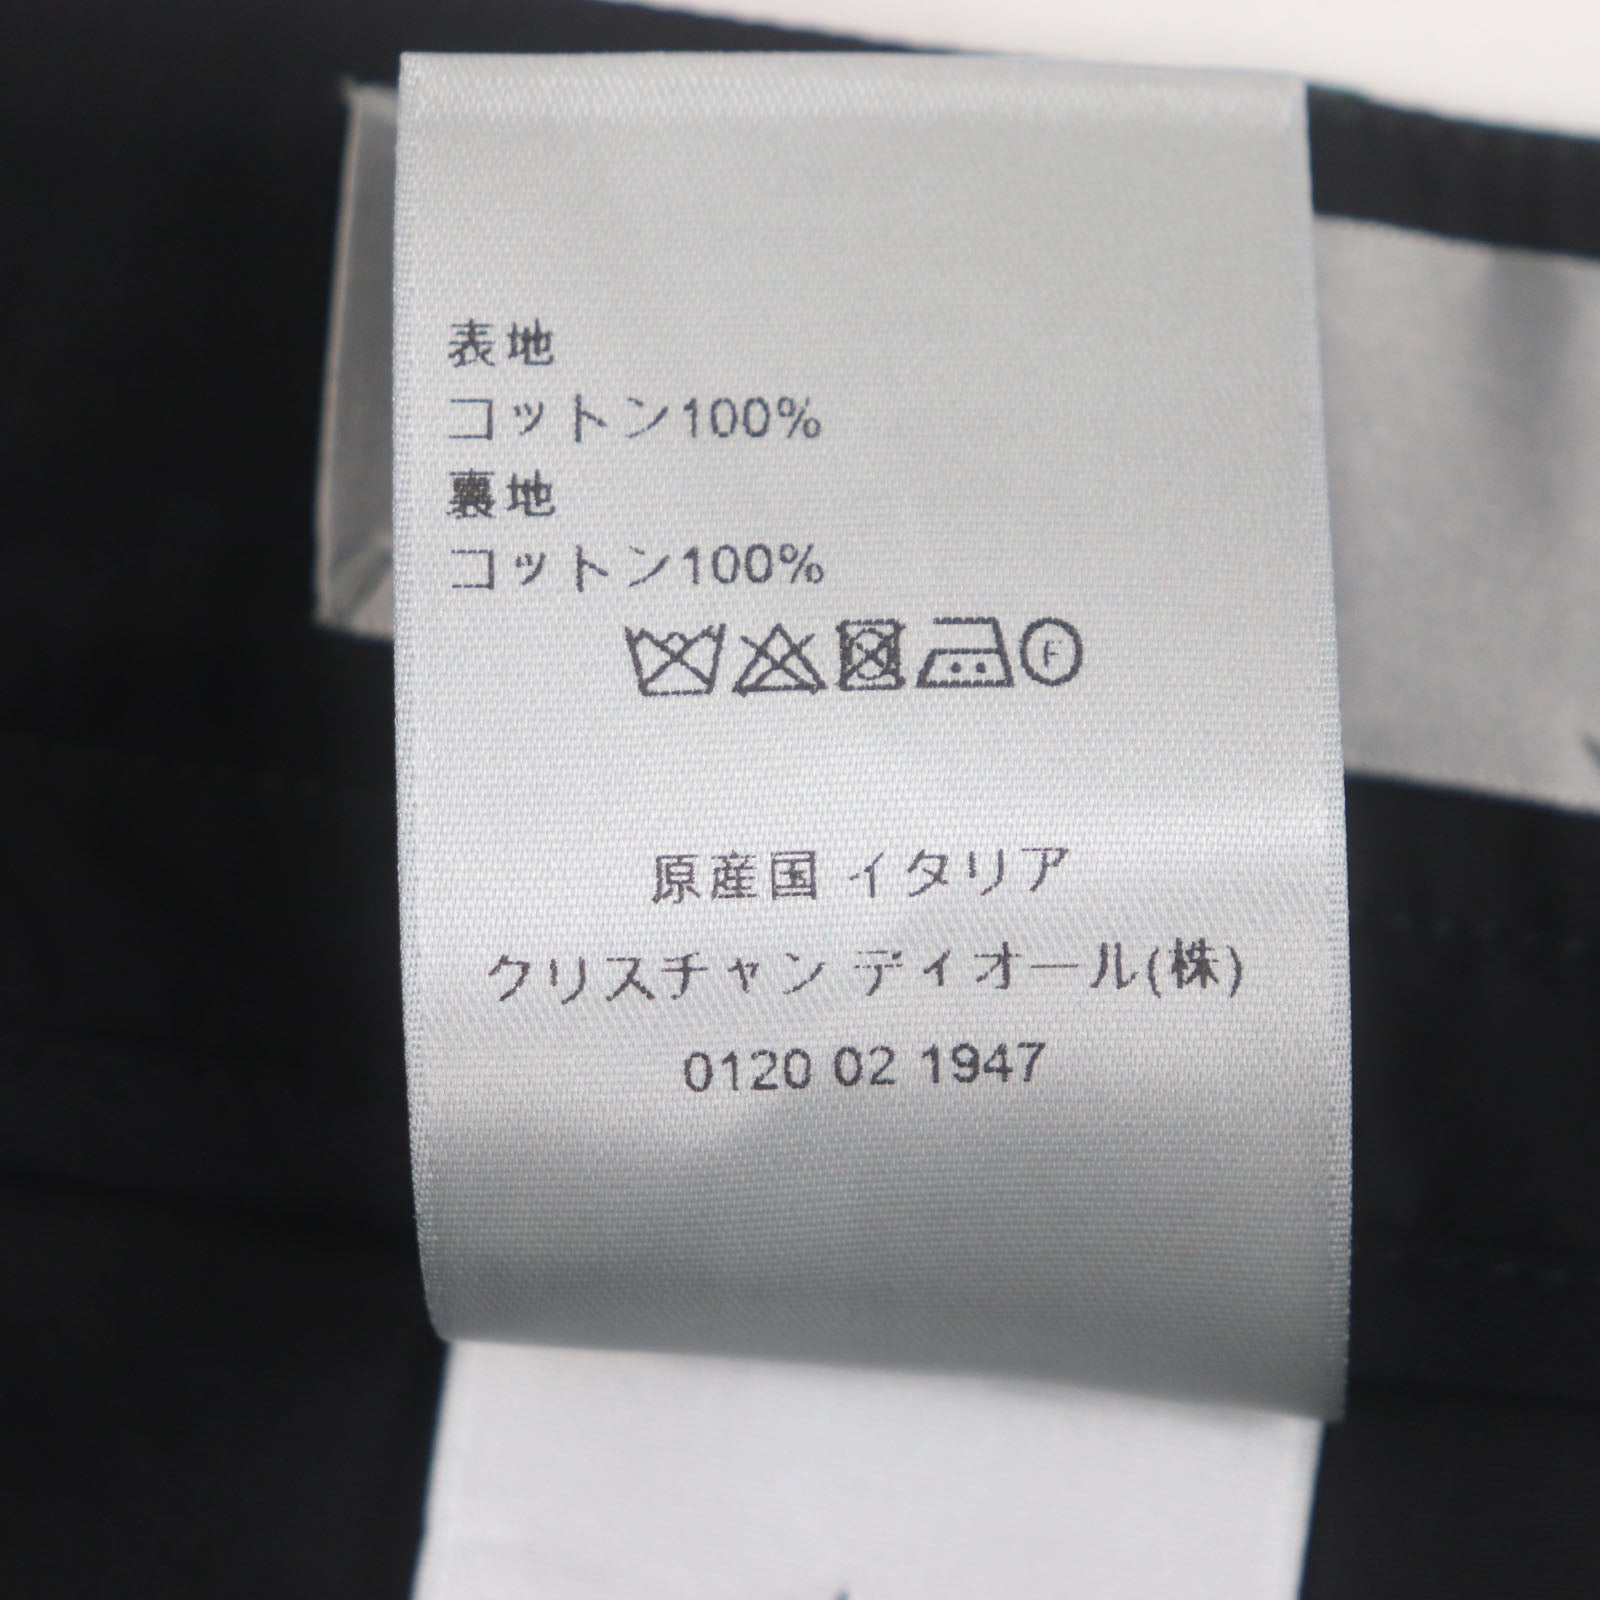 表地
コットン100%
裏地
コットン100%
F
原産国 イタリア
クリスチャン ディオール(株)
0120 02 1947